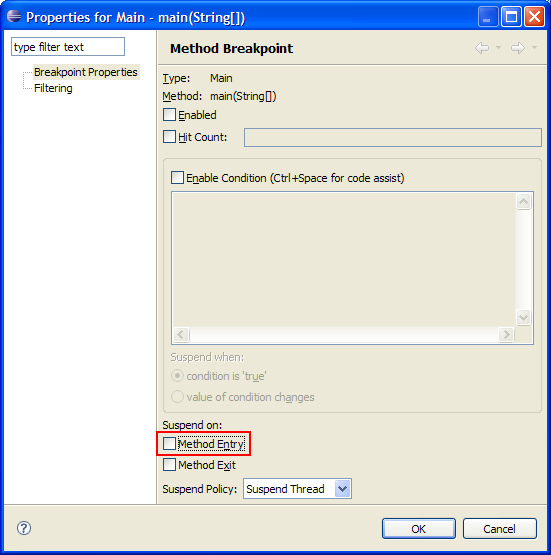 Properties for Main - main(String[])
type filter text
Breakpoint Properties
Filtering
Method Breakpoint
Type: Main
Method: main(String[])
Enabled
Hit Count:
Enable Condition (Ctrl+Space for code assist)
Suspend when:
condition is 'true'
value of condition changes
Suspend on:
Method Entry
Method Exit
Suspend Policy: Suspend Thread
?
OK
Cancel